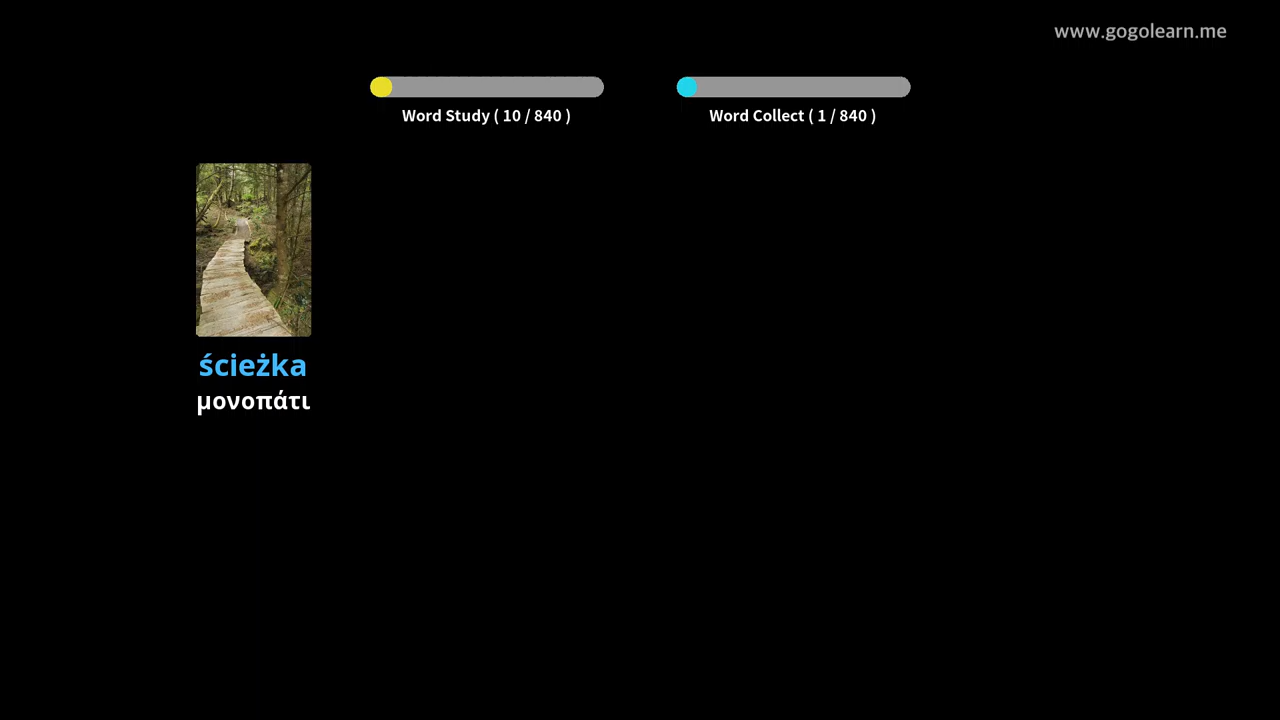 www.gogolearn.me
Word Study ( 10 / 840 )
Word Collect ( 1 / 840 )
ścieżka
μονοπάτι